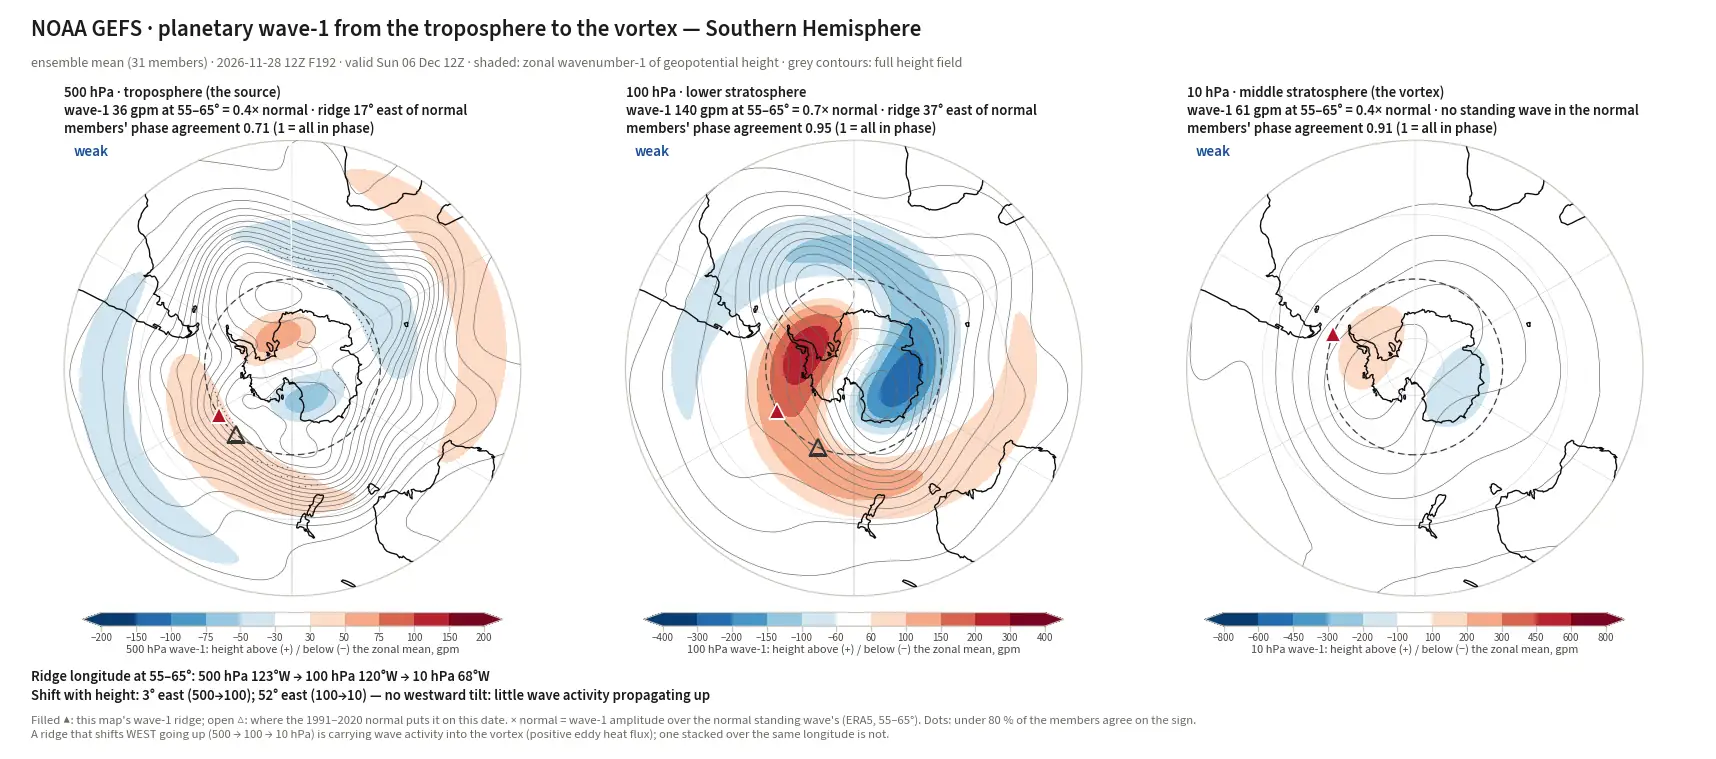 NOAA GEFS · planetary wave-1 from the troposphere to the vortex — Southern Hemisphere
ensemble mean (31 members) · 2026-11-28 12Z F192 · valid Sun 06 Dec 12Z · shaded: zonal wavenumber-1 of geopotential height · grey contours: full height field
500 hPa · troposphere (the source)
wave-1 36 gpm at 55–65° = 0.4× normal · ridge 17° east of normal
members' phase agreement 0.71 (1 = all in phase)
weak
100 hPa · lower stratosphere
wave-1 140 gpm at 55–65° = 0.7× normal · ridge 37° east of normal
members' phase agreement 0.95 (1 = all in phase)
weak
10 hPa · middle stratosphere (the vortex)
wave-1 61 gpm at 55–65° = 0.4× normal · no standing wave in the normal
members' phase agreement 0.91 (1 = all in phase)
weak
−200 −150 −100 −75 −50 −30 30 50 75 100 150 200
500 hPa wave-1: height above (+) / below (−) the zonal mean, gpm
−400 −300 −200 −150 −100 −60 60 100 150 200 300 400
100 hPa wave-1: height above (+) / below (−) the zonal mean, gpm
−800 −600 −450 −300 −200 −100 100 200 300 450 600 800
10 hPa wave-1: height above (+) / below (−) the zonal mean, gpm
Ridge longitude at 55–65°: 500 hPa 123°W → 100 hPa 120°W → 10 hPa 68°W
Shift with height: 3° east (500→100); 52° east (100→10) — no westward tilt: little wave activity propagating up
Filled ▲: this map's wave-1 ridge; open △: where the 1991–2020 normal puts it on this date. × normal = wave-1 amplitude over the normal standing wave's (ERA5, 55–65°). Dots: under 80 % of the members agree on the sign.
A ridge that shifts WEST going up (500 → 100 → 10 hPa) is carrying wave activity into the vortex (positive eddy heat flux); one stacked over the same longitude is not.